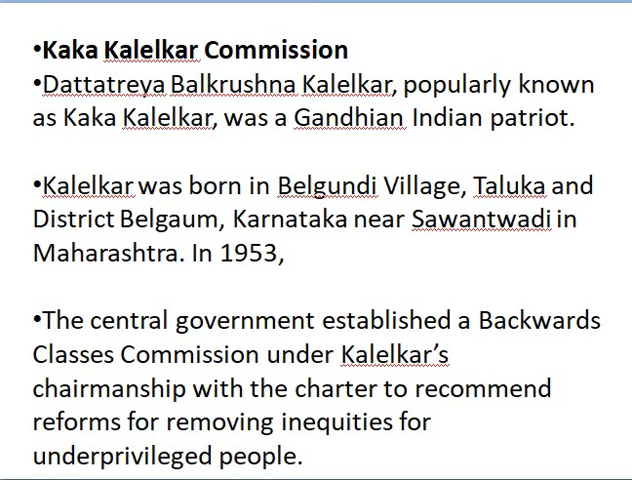 •Kaka Kalelkar Commission
•Dattatreya Balkrushna Kalelkar, popularly known
as Kaka Kalelkar, was a Gandhian Indian patriot.
•Kalelkar was born in Belgundi Village, Taluka and
District Belgaum, Karnataka near Sawantwadi in
Maharashtra. In 1953,
•The central government established a Backwards
Classes Commission under Kalelkar’s
chairmanship with the charter to recommend
reforms for removing inequities for
underprivileged people.